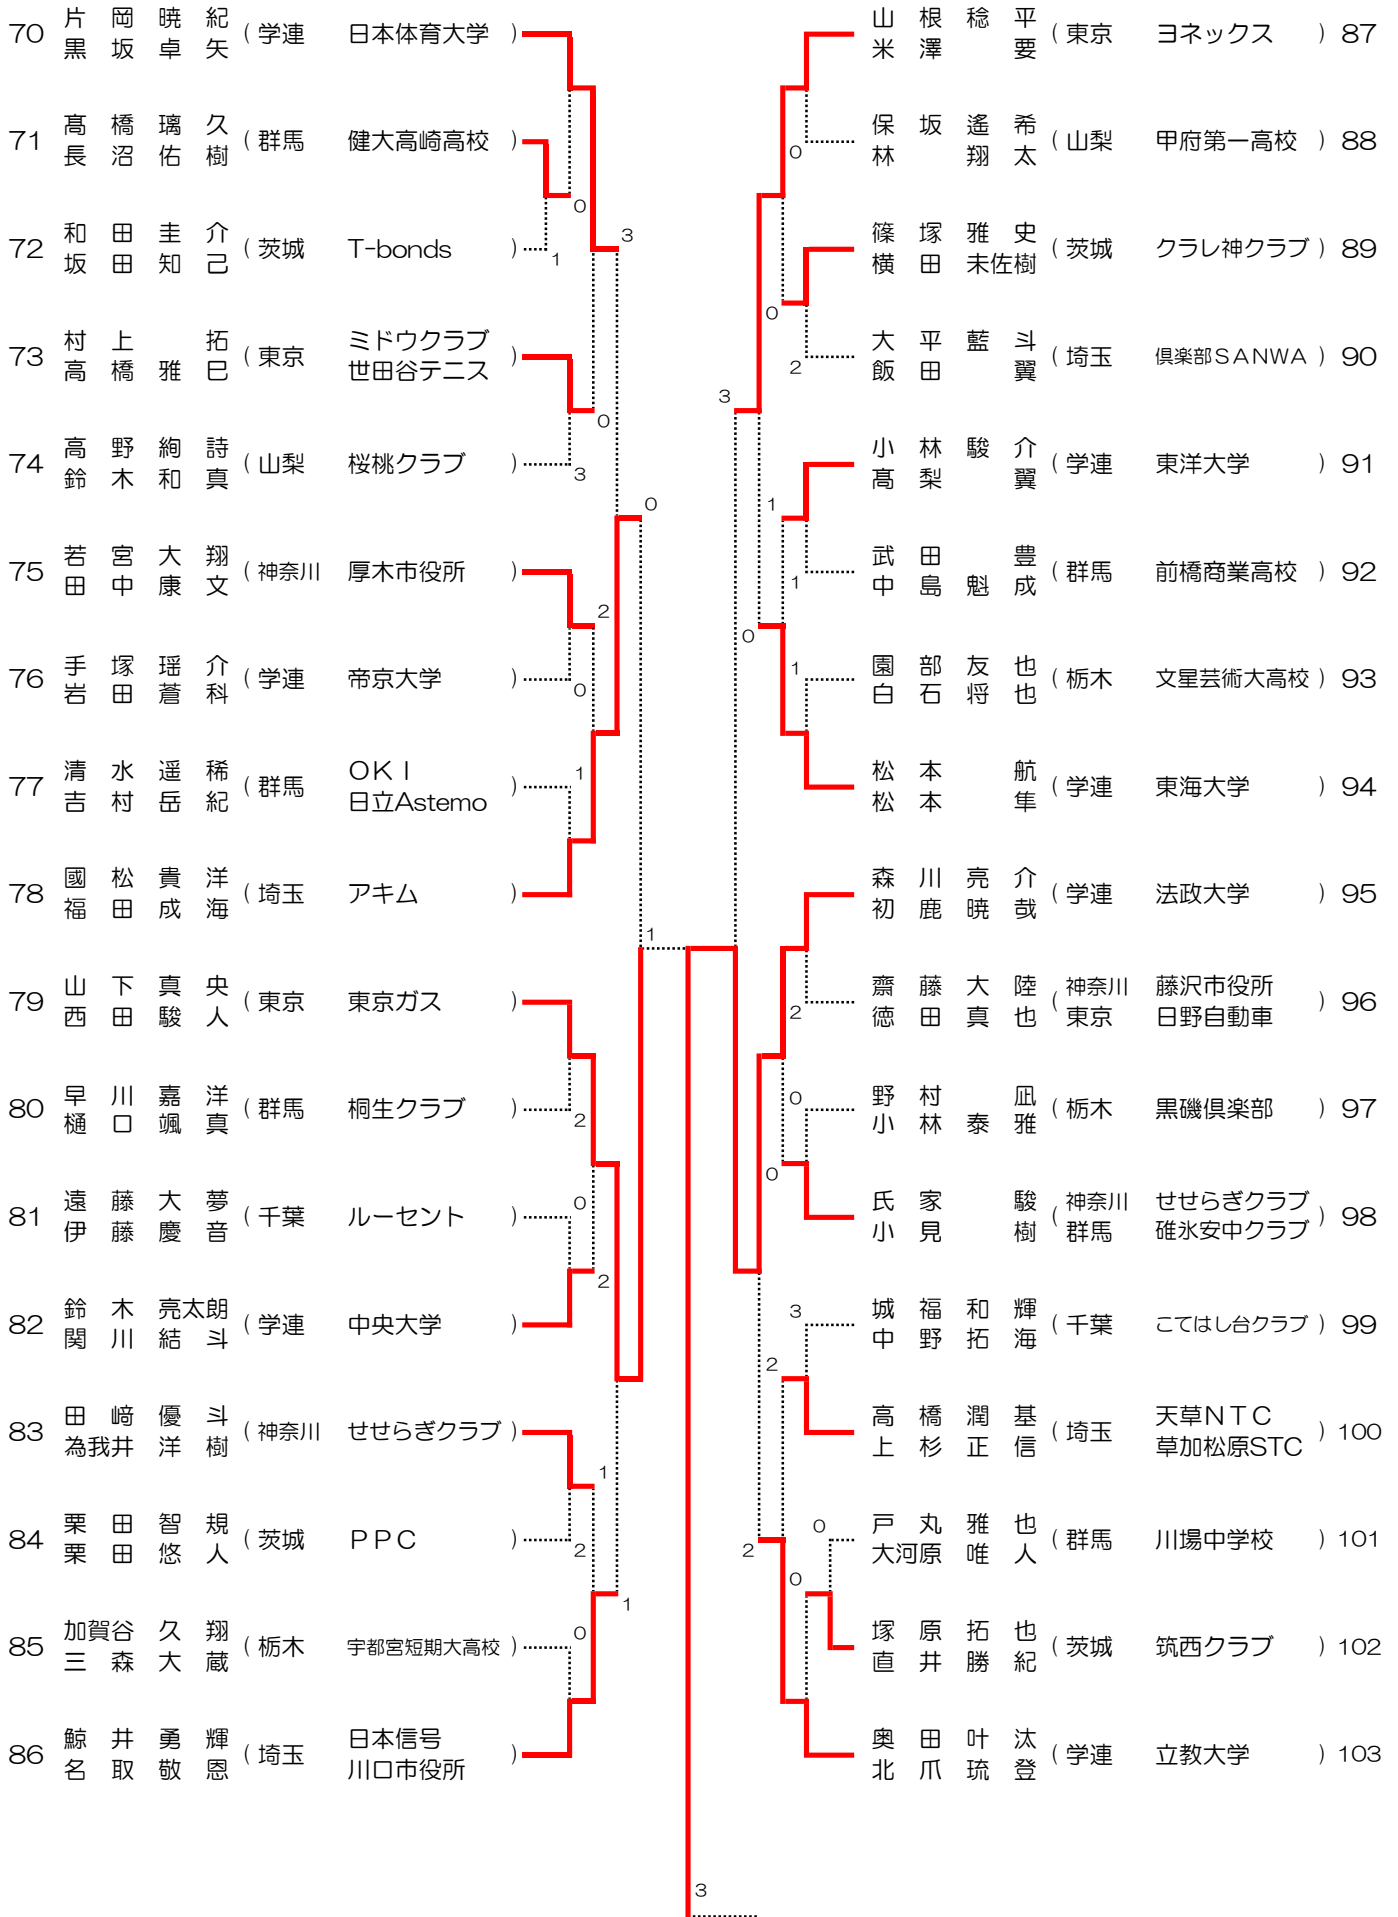 70 片岡暁紀 (学連 日本体育大学)
黒坂卓矢
71 髙橋璃久 (群馬 健大高崎高校)
長沼佑樹
0
72 和田圭介 (茨城 T-bonds)
坂田知己
1
3
73 村上拓 (東京 ミドウクラブ
高橋雅巳 世田谷テニス)
0
74 高野絢詩 (山梨 桜桃クラブ)
鈴木和真
3
0
75 若宮大翔 (神奈川 厚木市役所)
田中康文
2
76 手塚瑶介 (学連 帝京大学)
岩田蒼科
0
77 清水遥稀 (群馬 OKI
吉村岳紀 日立Astemo)
1
78 國松貴洋 (埼玉 アキム)
福田成海
1
79 山下真央 (東京 東京ガス)
西田駿人
80 早川嘉洋 (群馬 桐生クラブ)
樋口颯真
2
81 遠藤大夢 (千葉 ルーセント)
伊藤慶音
0
2
82 鈴木亮太朗 (学連 中央大学)
関川結斗
83 田﨑優斗 (神奈川 せせらぎクラブ)
為我井洋樹
1
84 栗田智規 (茨城 PPC)
栗田悠人
2
1
85 加賀谷久翔 (栃木 宇都宮短期大高校)
三森大蔵
0
86 鯨井勇輝 (埼玉 日本信号
名取敬恩 川口市役所)
山根稔平 (東京 ヨネックス) 87
米澤要
保坂遙希 (山梨 甲府第一高校) 88
林翔太
0
篠塚雅史 (茨城 クラレ神クラブ) 89
横田未佐樹
0
大平藍斗 (埼玉 倶楽部SANWA) 90
飯田翼
2
3
小林駿介 (学連 東洋大学) 91
髙梨翼
1
武田豊 (群馬 前橋商業高校) 92
中島魁成
1
0
園部友也 (栃木 文星芸術大高校) 93
白石将也
1
松本航 (学連 東海大学) 94
松本隼
森川亮介 (学連 法政大学) 95
初鹿暁哉
齋藤大陸 (神奈川 藤沢市役所
徳田真也 東京 日野自動車) 96
2
野村凪 (栃木 黒磯倶楽部) 97
小林泰雅
0
0
氏家駿 (神奈川 せせらぎクラブ
小見樹 群馬 碓氷安中クラブ) 98
城福和輝 (千葉 こてはし台クラブ) 99
中野拓海
3
2
高橋潤基 (埼玉 天草NTC
上杉正信 草加松原STC) 100
戸丸雅也 (群馬 川場中学校) 101
大河原唯人
0
2
0
塚原拓也 (茨城 筑西クラブ) 102
直井勝紀
奥田叶汰 (学連 立教大学) 103
北爪琉登
3